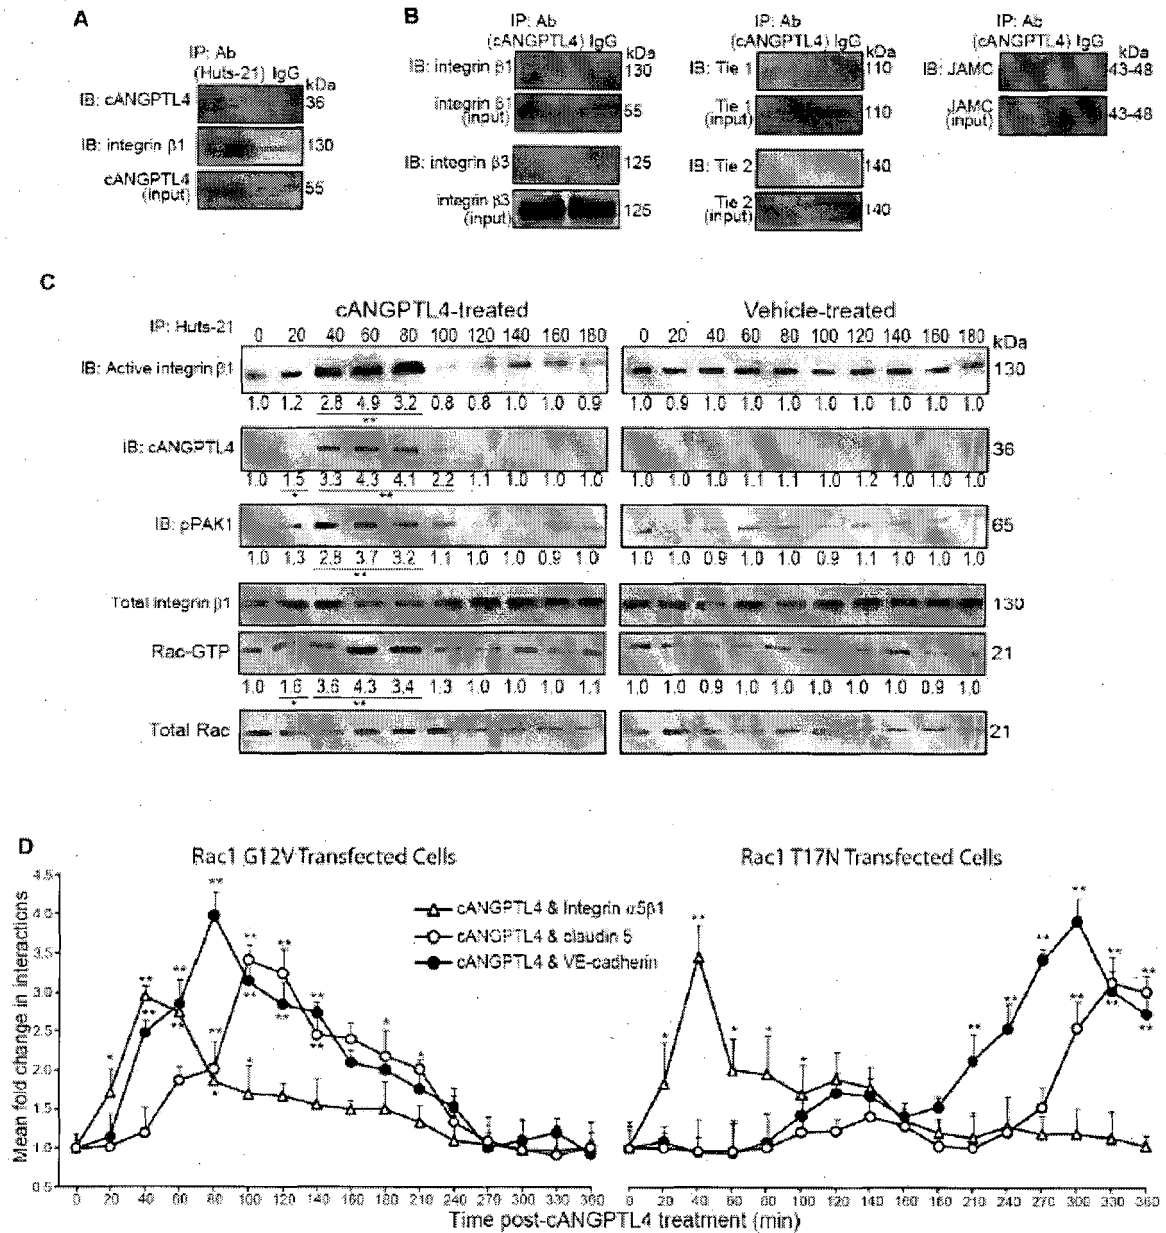 A
IP: Ab
(Huts-21) IgG
kDa
IB: cANGPTL4
36
IB: integrin β1
130
cANGPTL4
(input)
55
B
IP: Ab
(cANGPTL4) IgG
kDa
IB: integrin β1
130
integrin β1
(input)
55
IB: integrin β3
125
integrin β3
(input)
125
IP: Ab
(cANGPTL4) IgG
kDa
IB: Tie 1
110
Tie 1
(input)
110
IB: Tie 2
140
Tie 2
(input)
140
IP: Ab
(cANGPTL4) IgG
kDa
IB: JAMC
43-48
JAMC
(input)
43-48
C
cANGPTL4-treated
Vehicle-treated
IP: Huts-21
0 20 40 60 80 100 120 140 160 180
0 20 40 60 80 100 120 140 160 180
kDa
IB: Active integrin β1
130
1.0 1.2 2.8 4.9 3.2 0.8 0.8 1.0 1.0 0.9
1.0 0.9 1.0 1.0 1.0 1.0 1.0 1.0 1.0 1.0
**
IB: cANGPTL4
36
1.0 1.5 3.3 4.3 4.1 2.2 1.1 1.0 1.0 1.0
1.0 1.0 1.0 1.1 1.1 1.0 1.2 1.0 1.0 1.0
* **
IB: pPAK1
65
1.0 1.3 2.8 3.7 3.2 1.1 1.0 1.0 0.9 1.0
1.0 1.0 0.9 1.0 1.0 0.9 1.1 1.0 1.0 1.0
**
Total integrin β1
130
Rac-GTP
21
1.0 1.6 3.6 4.3 3.4 1.3 1.0 1.0 1.0 1.1
1.0 1.0 0.9 1.0 1.0 1.0 1.0 1.0 0.9 1.0
* **
Total Rac
21
D
Rac1 G12V Transfected Cells
Rac1 T17N Transfected Cells
Mean fold change in interactions
4.5
4.0
3.5
3.0
2.5
2.0
1.5
1.0
0.5
cANGPTL4 & Integrin α5β1
cANGPTL4 & claudin 5
cANGPTL4 & VE-cadherin
0 20 40 60 80 100 120 140 160 180 210 240 270 300 330 360
0 20 40 60 80 100 120 140 160 180 210 240 270 300 330 360
Time post-cANGPTL4 treatment (min)